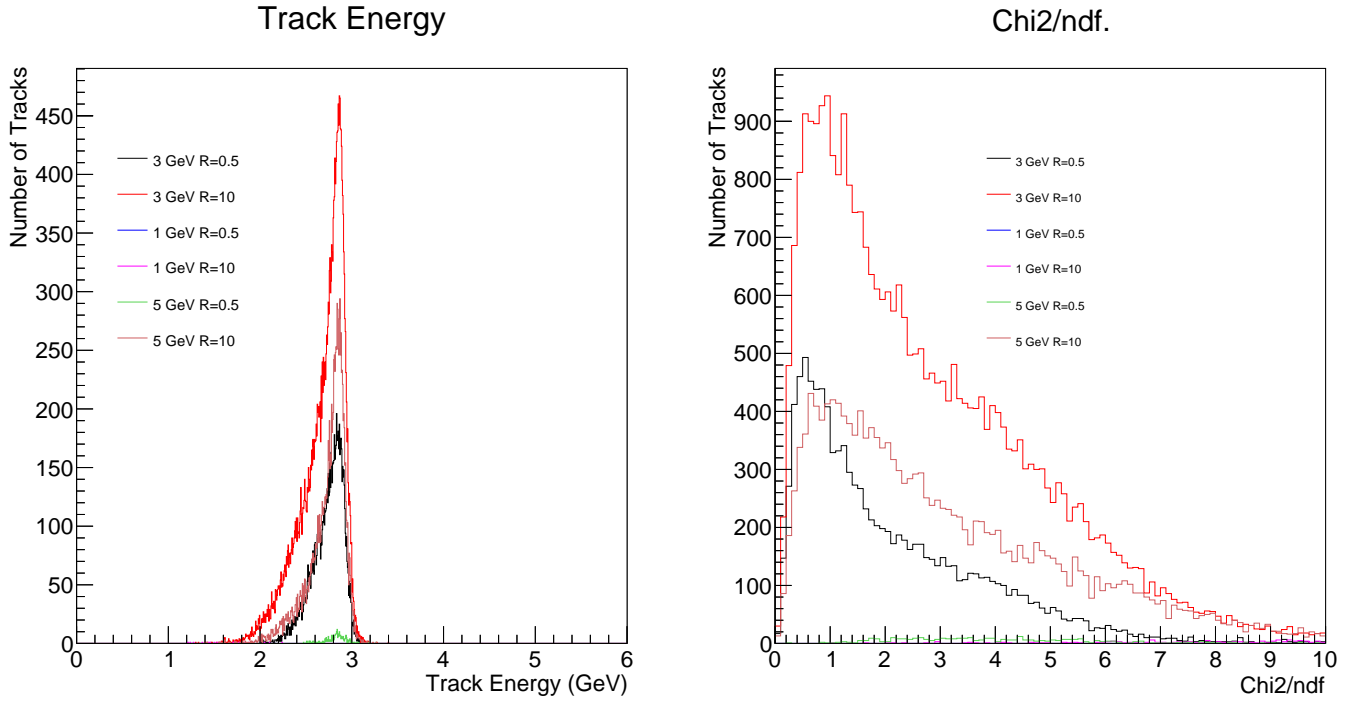 Track Energy
Number of Tracks
450
400
350
300
250
200
150
100
50
0
3 GeV R=0.5
3 GeV R=10
1 GeV R=0.5
1 GeV R=10
5 GeV R=0.5
5 GeV R=10
0 1 2 3 4 5 6
Track Energy (GeV)
Chi2/ndf.
Number of Tracks
900
800
700
600
500
400
300
200
100
0
3 GeV R=0.5
3 GeV R=10
1 GeV R=0.5
1 GeV R=10
5 GeV R=0.5
5 GeV R=10
0 1 2 3 4 5 6 7 8 9 10
Chi2/ndf